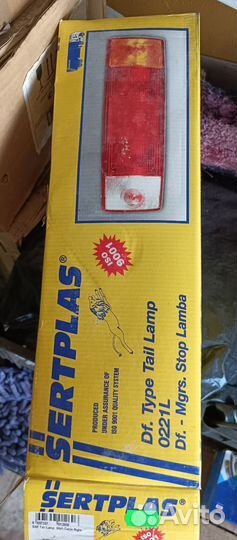 SERTPLAS
ISO
9001
PRODUCED
UNDER ASSURANCE OF
ISO 9001 QUALITY SYSTEM
Df. Type Tail Lamp
0221L
Df. - Mgrs. Stop Lamba
SERTPLAS
Avito